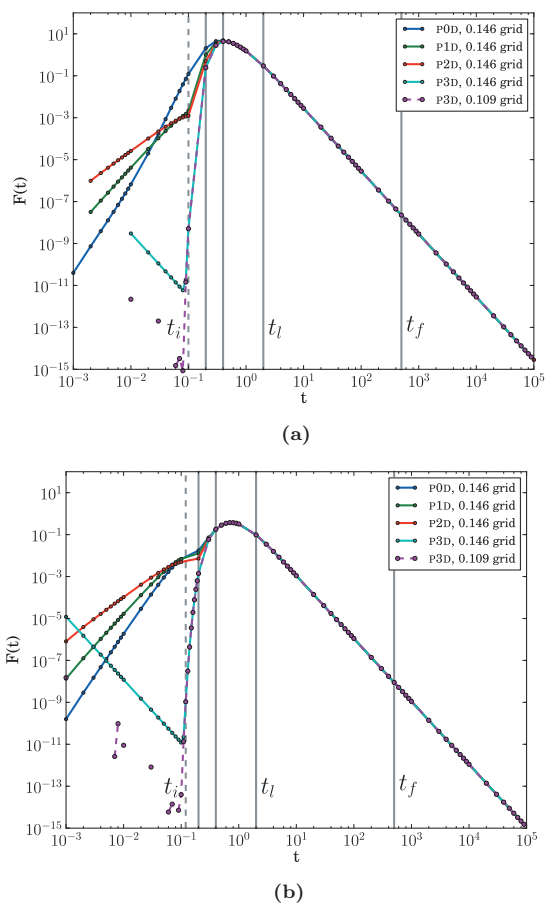 10^1
10^-1
10^-3
10^-5
10^-7
10^-9
10^-11
10^-13
10^-15
F(t)
P0D, 0.146 grid
P1D, 0.146 grid
P2D, 0.146 grid
P3D, 0.146 grid
P3D, 0.109 grid
t_i
t_l
t_f
10^-3 10^-2 10^-1 10^0 10^1 10^2 10^3 10^4 10^5
t
(a)
10^1
10^-1
10^-3
10^-5
10^-7
10^-9
10^-11
10^-13
10^-15
F(t)
P0D, 0.146 grid
P1D, 0.146 grid
P2D, 0.146 grid
P3D, 0.146 grid
P3D, 0.109 grid
t_i
t_l
t_f
10^-3 10^-2 10^-1 10^0 10^1 10^2 10^3 10^4 10^5
t
(b)